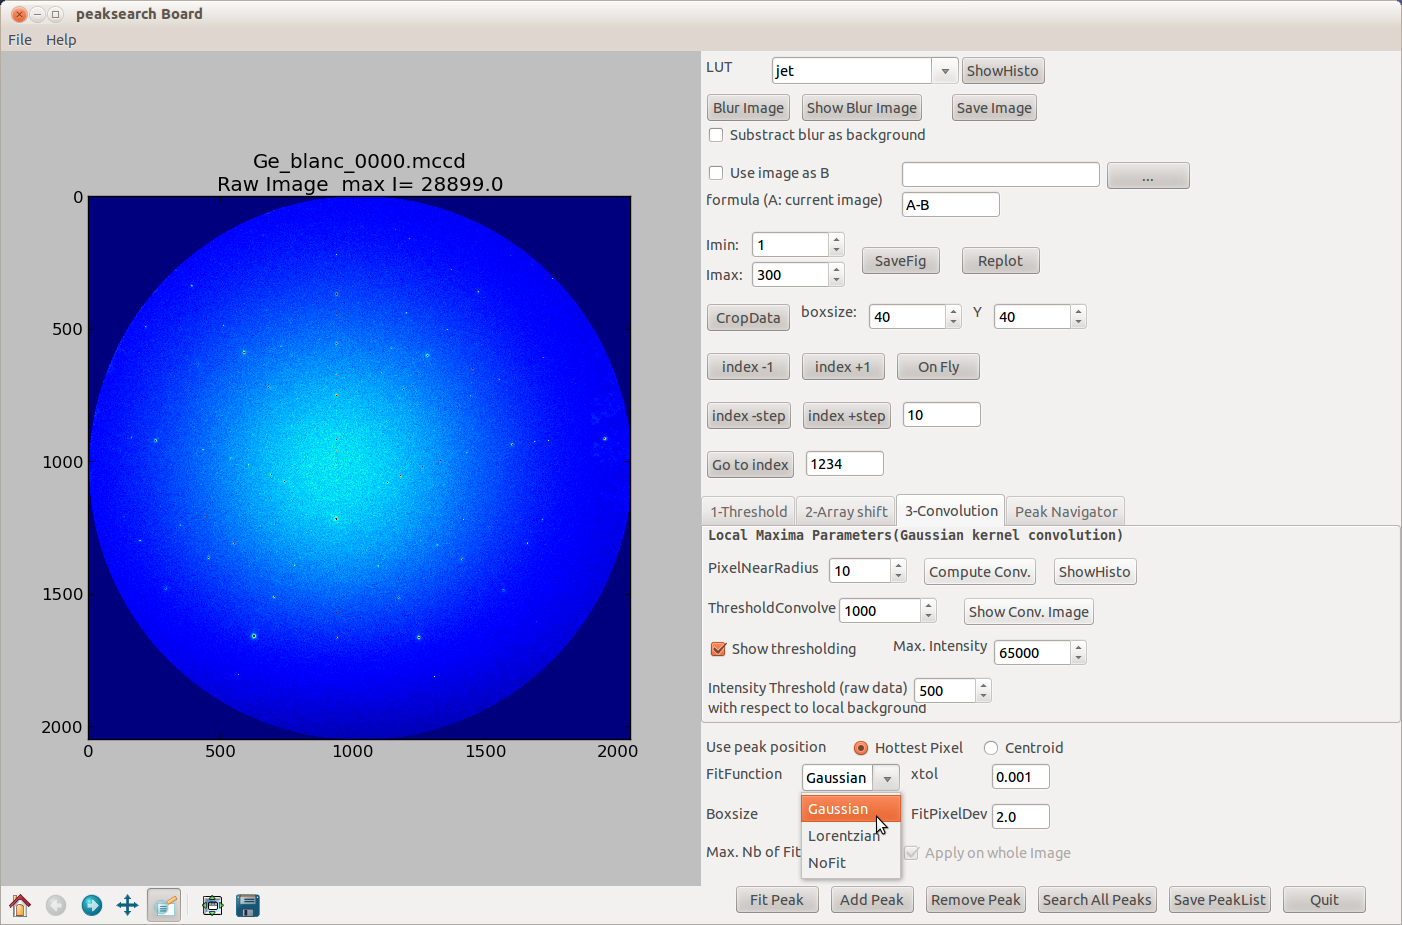 peaksearch Board
File Help
LUT jet ShowHisto
Blur Image Show Blur Image Save Image
Substract blur as background
Use image as B ...
formula (A: current image) A-B
Imin: 1
SaveFig Replot
Imax: 300
CropData boxsize: 40 Y 40
index -1 index +1 On Fly
index -step index +step 10
Go to index 1234
1-Threshold 2-Array shift 3-Convolution Peak Navigator
Local Maxima Parameters(Gaussian kernel convolution)
PixelNearRadius 10 Compute Conv. ShowHisto
ThresholdConvolve 1000 Show Conv. Image
Show thresholding Max. Intensity 65000
Intensity Threshold (raw data) 500
with respect to local background
Use peak position Hottest Pixel Centroid
FitFunction Gaussian xtol 0.001
Gaussian
Boxsize FitPixelDev 2.0
Lorentzian
Max. Nb of Fit Apply on whole Image
NoFit
Fit Peak Add Peak Remove Peak Search All Peaks Save PeakList Quit
Ge_blanc_0000.mccd
Raw Image max I= 28899.0
0
500
1000
1500
2000
0 500 1000 1500 2000